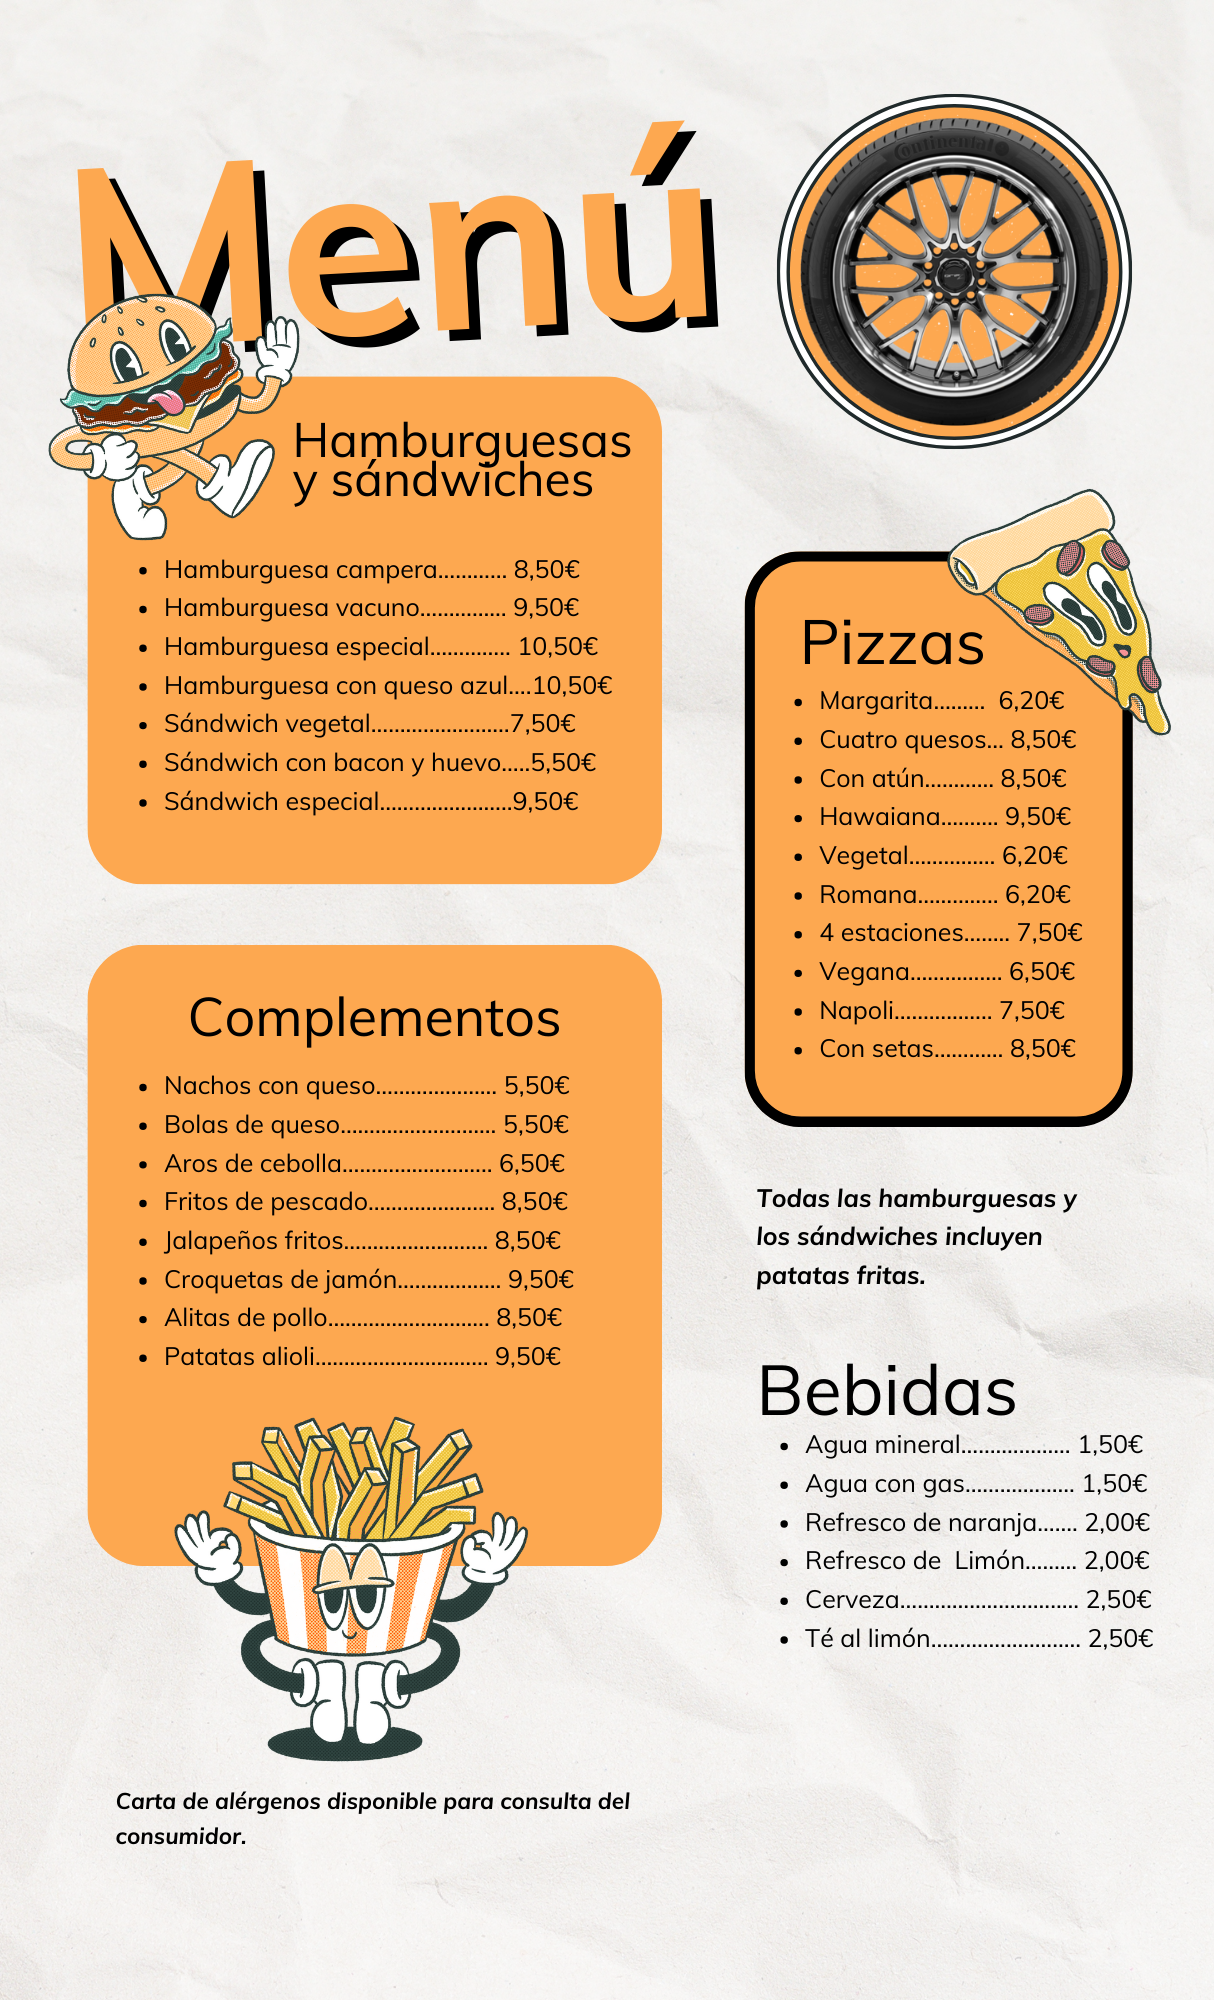 Menú
Continental
Hamburguesas
y sándwiches
• Hamburguesa campera............ 8,50€
• Hamburguesa vacuno............... 9,50€
• Hamburguesa especial.............. 10,50€
• Hamburguesa con queso azul....10,50€
• Sándwich vegetal........................7,50€
• Sándwich con bacon y huevo.....5,50€
• Sándwich especial.......................9,50€
Pizzas
• Margarita.........  6,20€
• Cuatro quesos... 8,50€
• Con atún............ 8,50€
• Hawaiana.......... 9,50€
• Vegetal............... 6,20€
• Romana.............. 6,20€
• 4 estaciones........ 7,50€
• Vegana................ 6,50€
• Napoli................. 7,50€
• Con setas............ 8,50€
Complementos
• Nachos con queso..................... 5,50€
• Bolas de queso........................... 5,50€
• Aros de cebolla.......................... 6,50€
• Fritos de pescado...................... 8,50€
• Jalapeños fritos......................... 8,50€
• Croquetas de jamón.................. 9,50€
• Alitas de pollo............................ 8,50€
• Patatas alioli.............................. 9,50€
Todas las hamburguesas y
los sándwiches incluyen
patatas fritas.
Bebidas
• Agua mineral................... 1,50€
• Agua con gas................... 1,50€
• Refresco de naranja....... 2,00€
• Refresco de  Limón......... 2,00€
• Cerveza............................... 2,50€
• Té al limón.......................... 2,50€
Carta de alérgenos disponible para consulta del
consumidor.